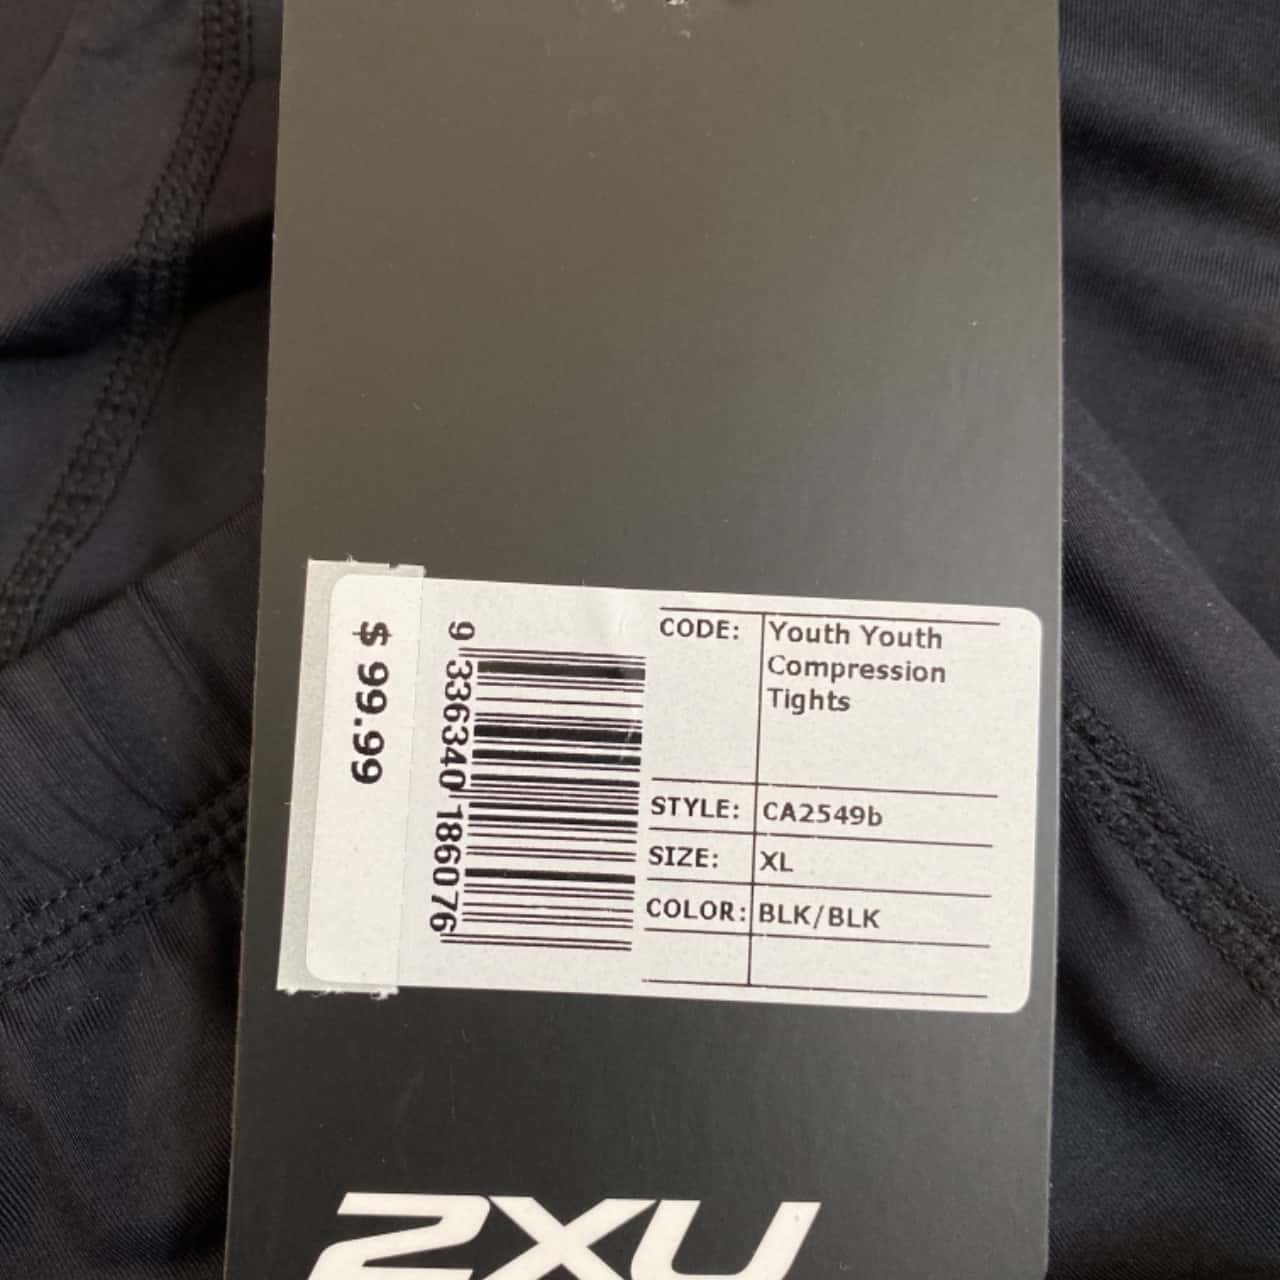 $ 99.99
9 336340 186076
CODE: Youth Youth
Compression
Tights
STYLE: CA2549b
SIZE: XL
COLOR: BLK/BLK
2XU